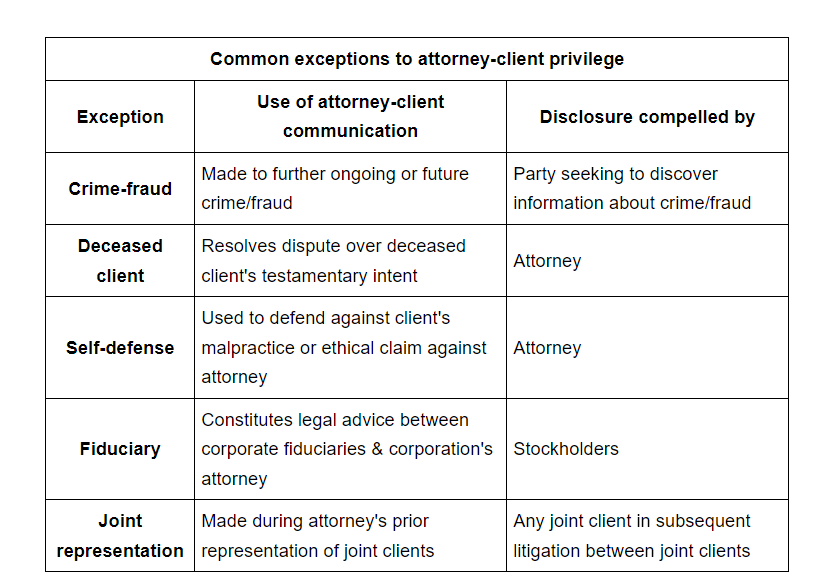 Common exceptions to attorney-client privilege
Exception
Use of attorney-client
communication
Disclosure compelled by
Crime-fraud
Made to further ongoing or future
crime/fraud
Party seeking to discover
information about crime/fraud
Deceased
client
Resolves dispute over deceased
client's testamentary intent
Attorney
Self-defense
Used to defend against client's
malpractice or ethical claim against
attorney
Attorney
Fiduciary
Constitutes legal advice between
corporate fiduciaries & corporation's
attorney
Stockholders
Joint
representation
Made during attorney's prior
representation of joint clients
Any joint client in subsequent
litigation between joint clients